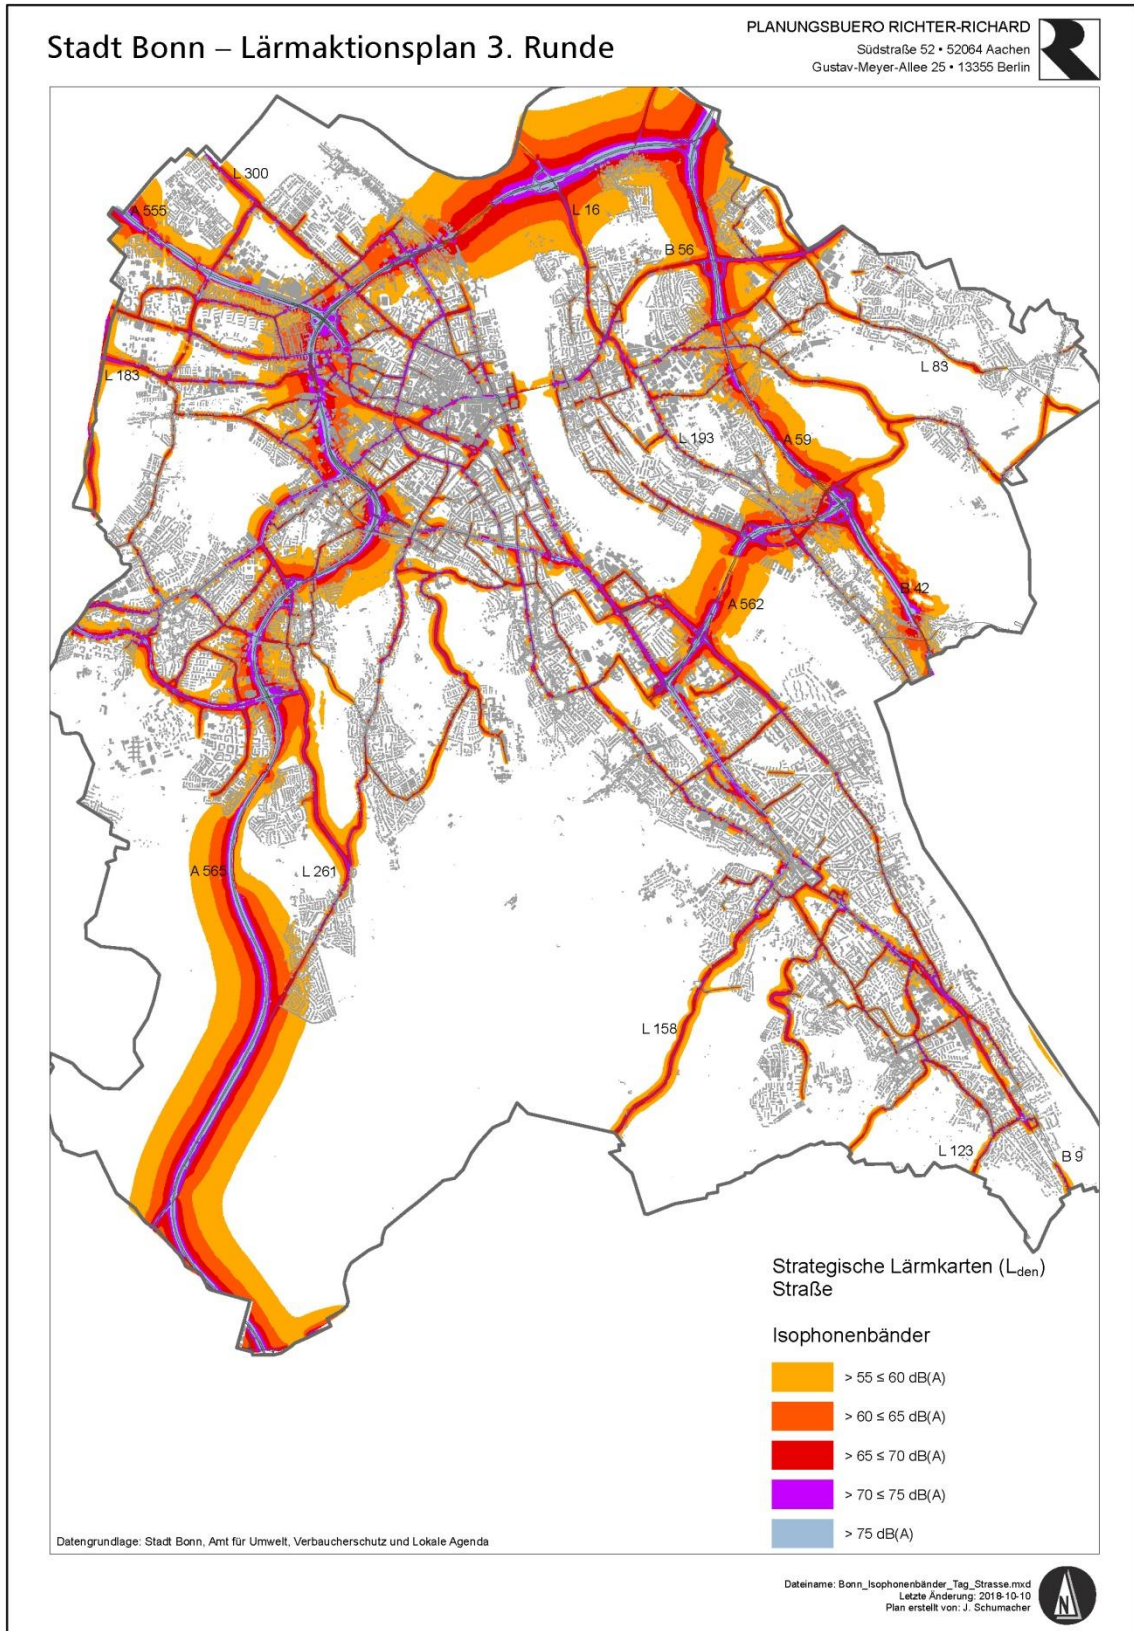 Stadt Bonn – Lärmaktionsplan 3. Runde
PLANUNGSBUERO RICHTER-RICHARD
Südstraße 52 • 52064 Aachen
Gustav-Meyer-Allee 25 • 13355 Berlin
L 300
A 555
L 16
B 56
L 183
L 83
L 193
A 59
B 42
A 562
A 565
L 261
L 158
L 123
B 9
Strategische Lärmkarten (Lden)
Straße
Isophonenbänder
> 55 ≤ 60 dB(A)
> 60 ≤ 65 dB(A)
> 65 ≤ 70 dB(A)
> 70 ≤ 75 dB(A)
> 75 dB(A)
Datengrundlage: Stadt Bonn, Amt für Umwelt, Verbaucherschutz und Lokale Agenda
Dateiname: Bonn_Isophonenbänder_Tag_Strasse.mxd
Letzte Änderung: 2018-10-10
Plan erstellt von: J. Schumacher
N